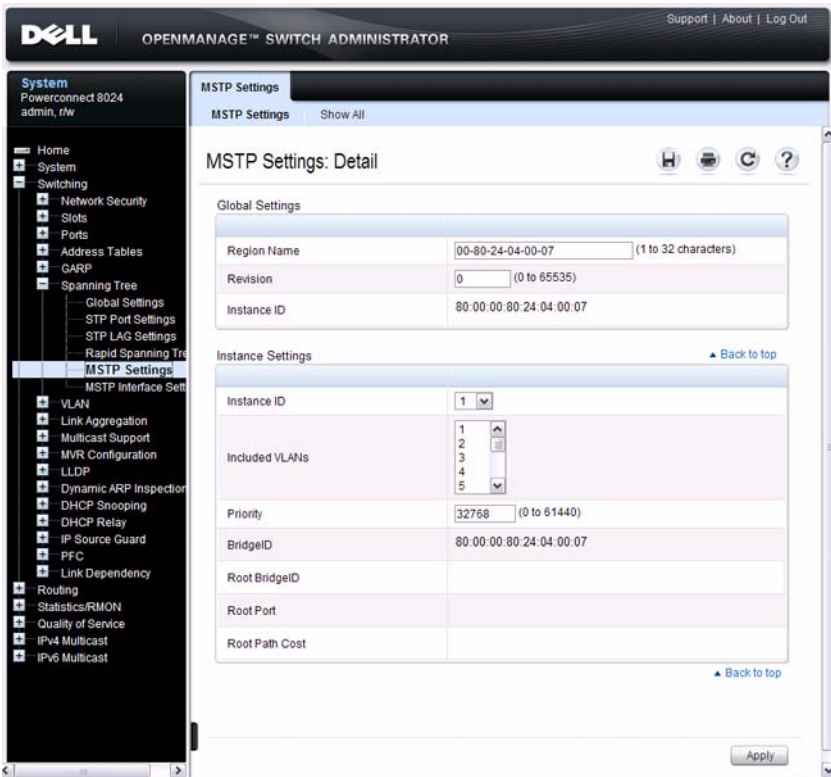 DELL
OPENMANAGE™ SWITCH ADMINISTRATOR
Support | About | Log Out
System
Powerconnect 8024
admin, r/w
Home
System
Switching
Network Security
Slots
Ports
Address Tables
GARP
Spanning Tree
Global Settings
STP Port Settings
STP LAG Settings
Rapid Spanning Tre
MSTP Settings
MSTP Interface Sett
VLAN
Link Aggregation
Multicast Support
MVR Configuration
LLDP
Dynamic ARP Inspection
DHCP Snooping
DHCP Relay
IP Source Guard
PFC
Link Dependency
Routing
Statistics/RMON
Quality of Service
IPv4 Multicast
IPv6 Multicast
MSTP Settings
MSTP Settings Show All
MSTP Settings: Detail
Global Settings
Region Name 00-80-24-04-00-07 (1 to 32 characters)
Revision 0 (0 to 65535)
Instance ID 80:00:00:80:24:04:00:07
Instance Settings
Back to top
Instance ID 1
Included VLANs
1
2
3
4
5
Priority 32768 (0 to 61440)
BridgeID 80:00:00:80:24:04:00:07
Root BridgeID
Root Port
Root Path Cost
Back to top
Apply